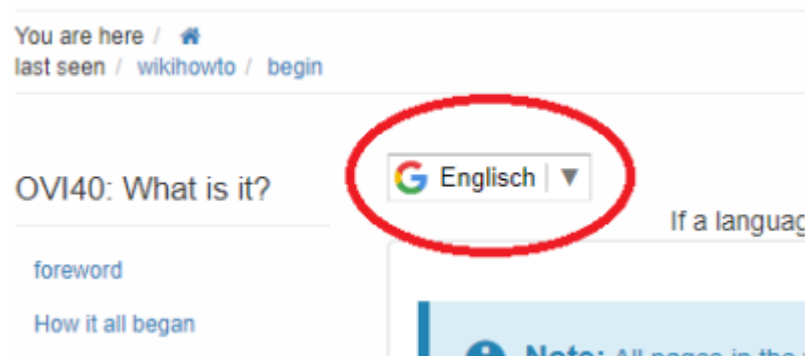 You are here /
last seen / wikihowto / begin
OVI40: What is it?
Englisch
If a languag
foreword
How it all began
Note: All pages in the